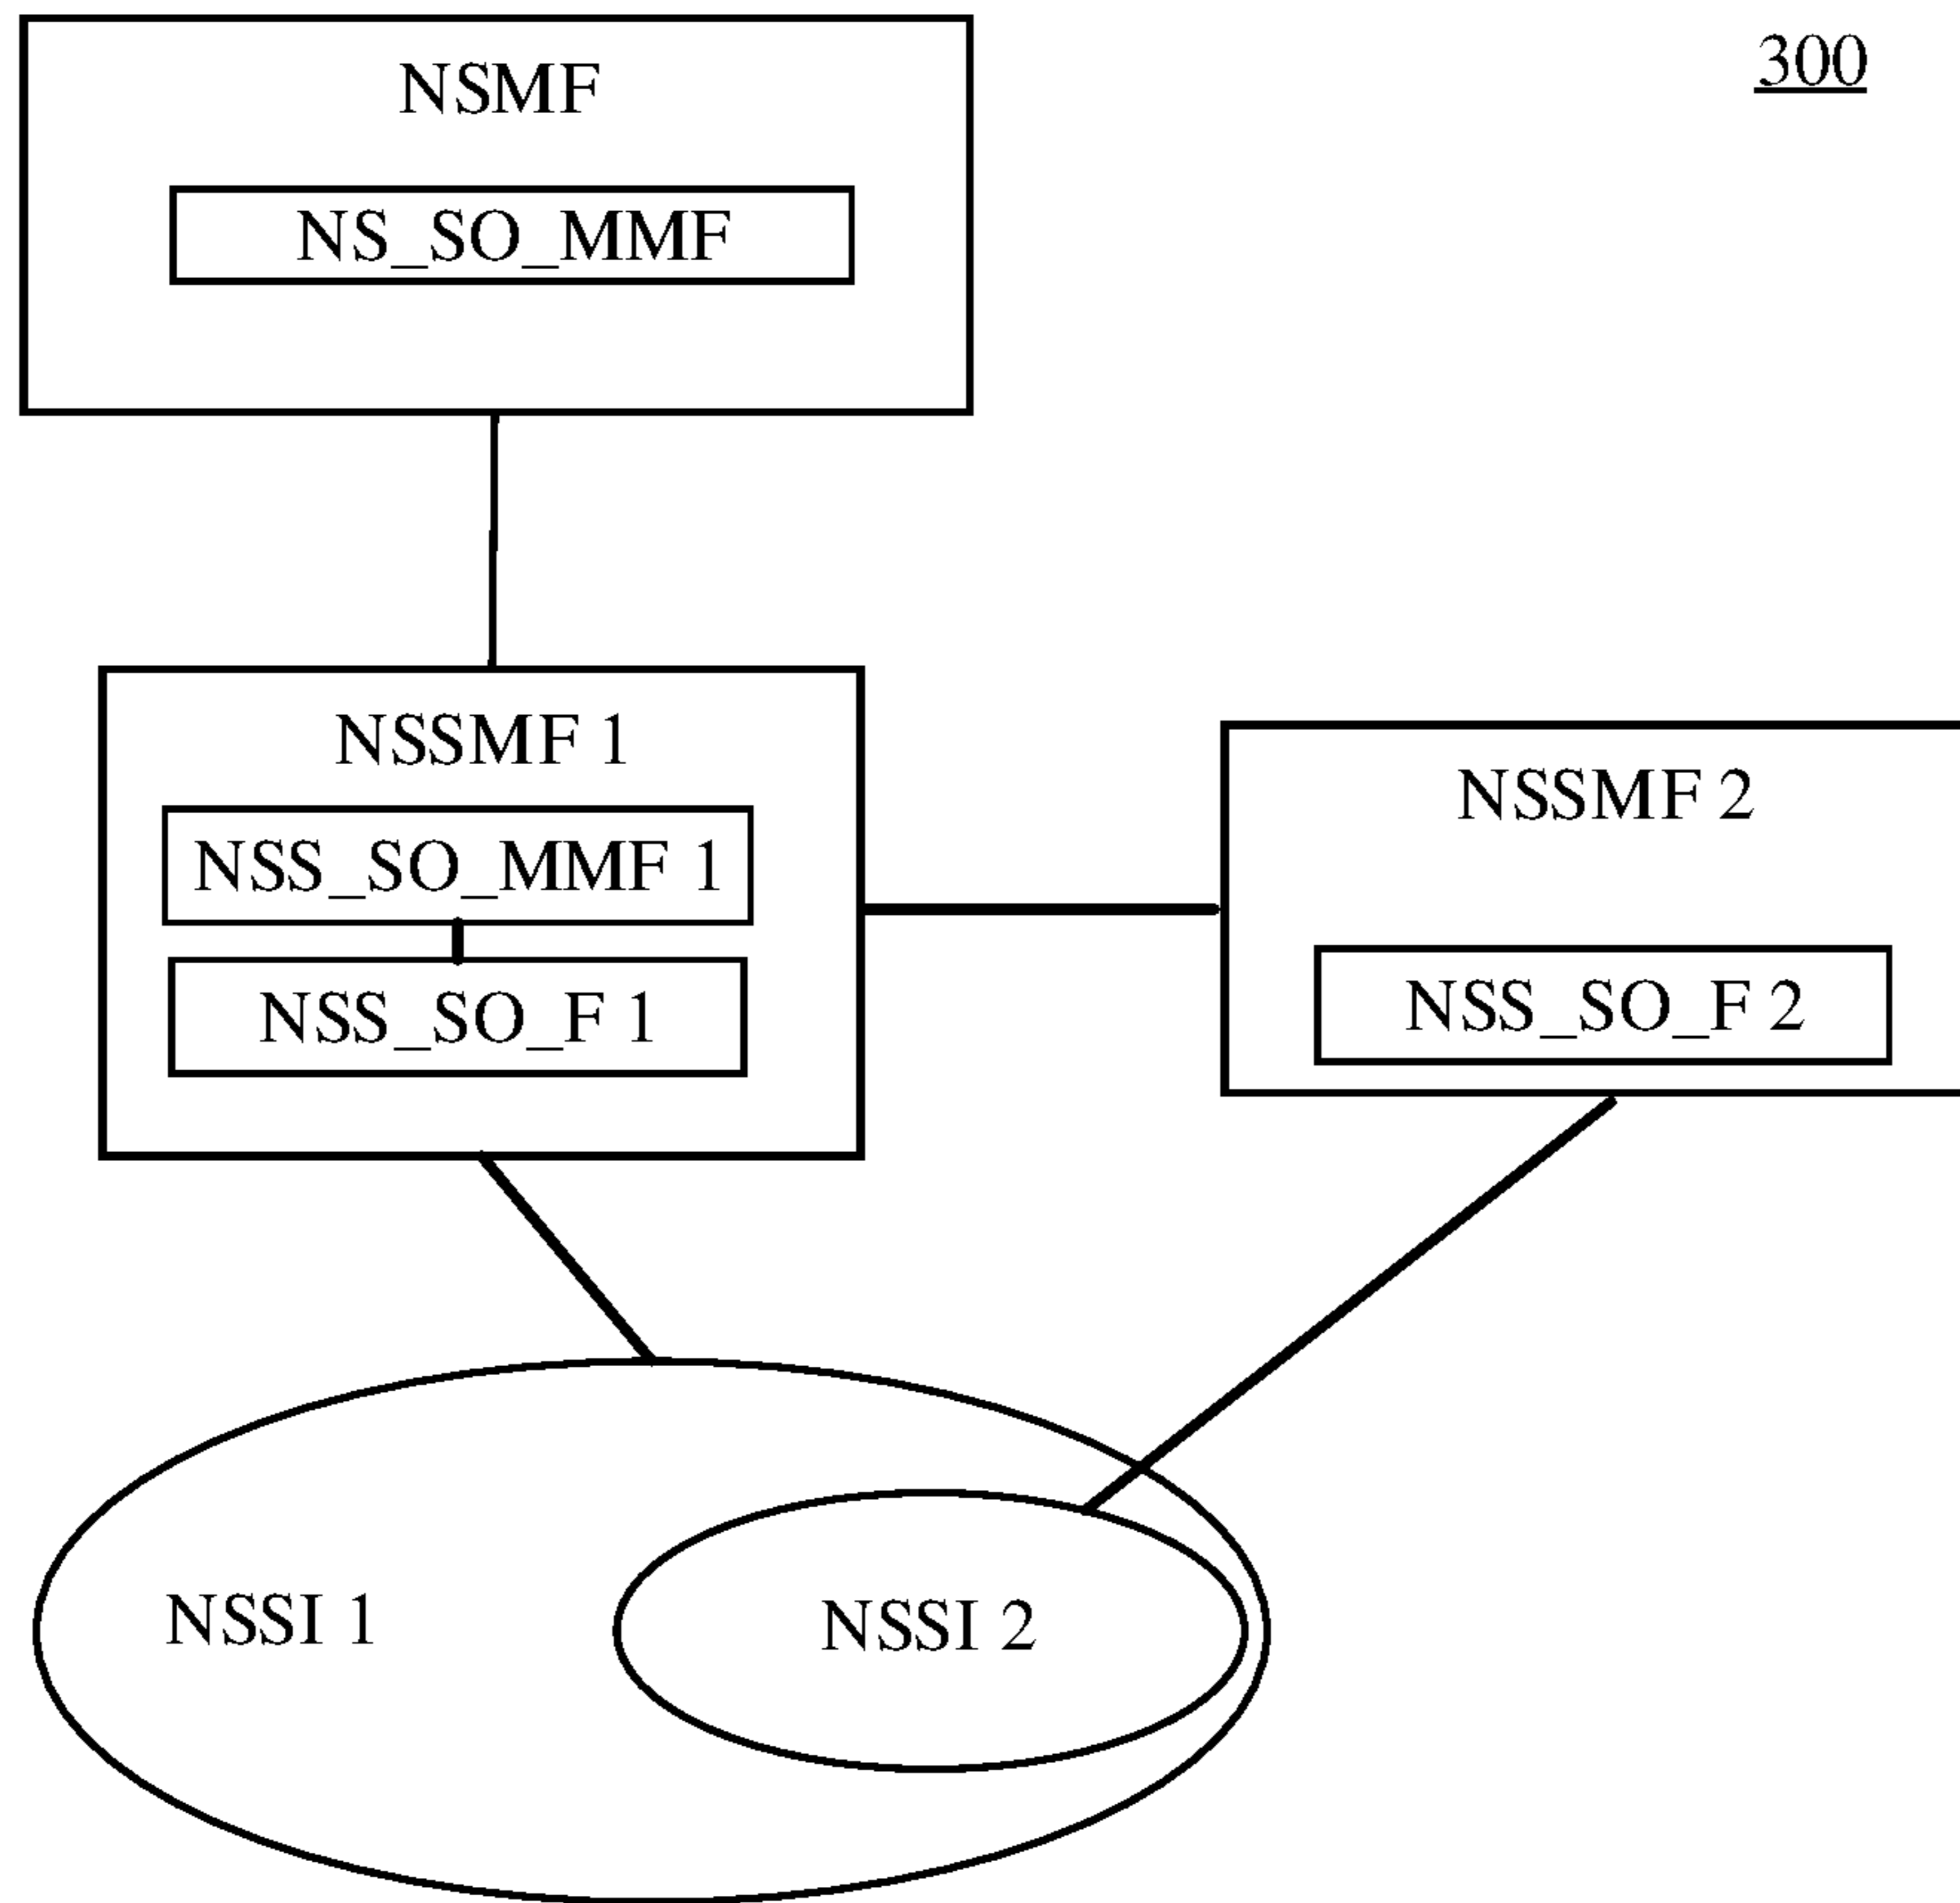 300
NSMF
NS_SO_MMF
NSSMF 1
NSS_SO_MMF 1
NSS_SO_F 1
NSSMF 2
NSS_SO_F 2
NSSI 1
NSSI 2